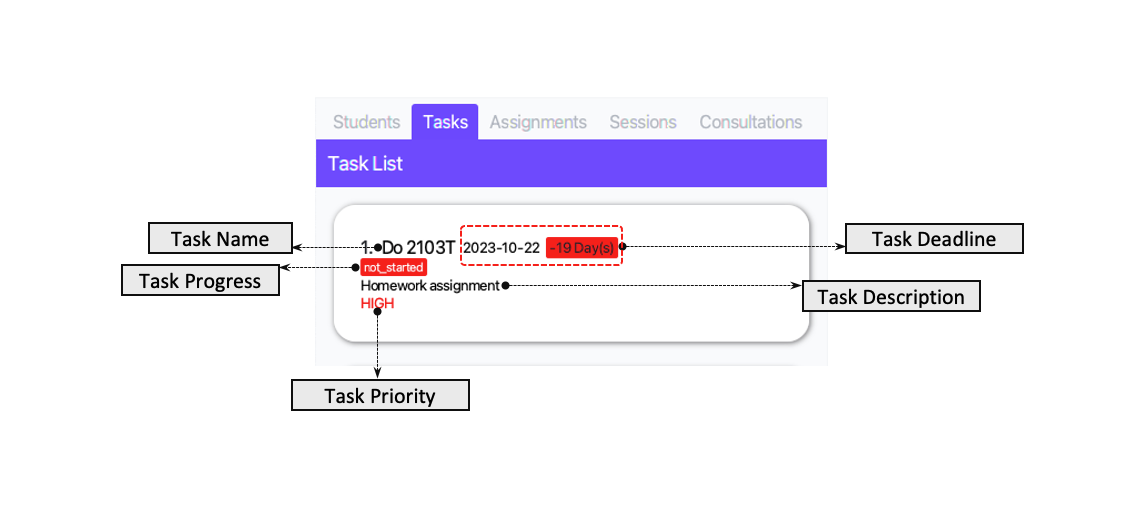 Students Tasks Assignments Sessions Consultations
Task List
Task Name
Task Deadline
1. Do 2103T 2023-10-22 -19 Day(s)
Task Progress
not_started
Homework assignment
Task Description
HIGH
Task Priority